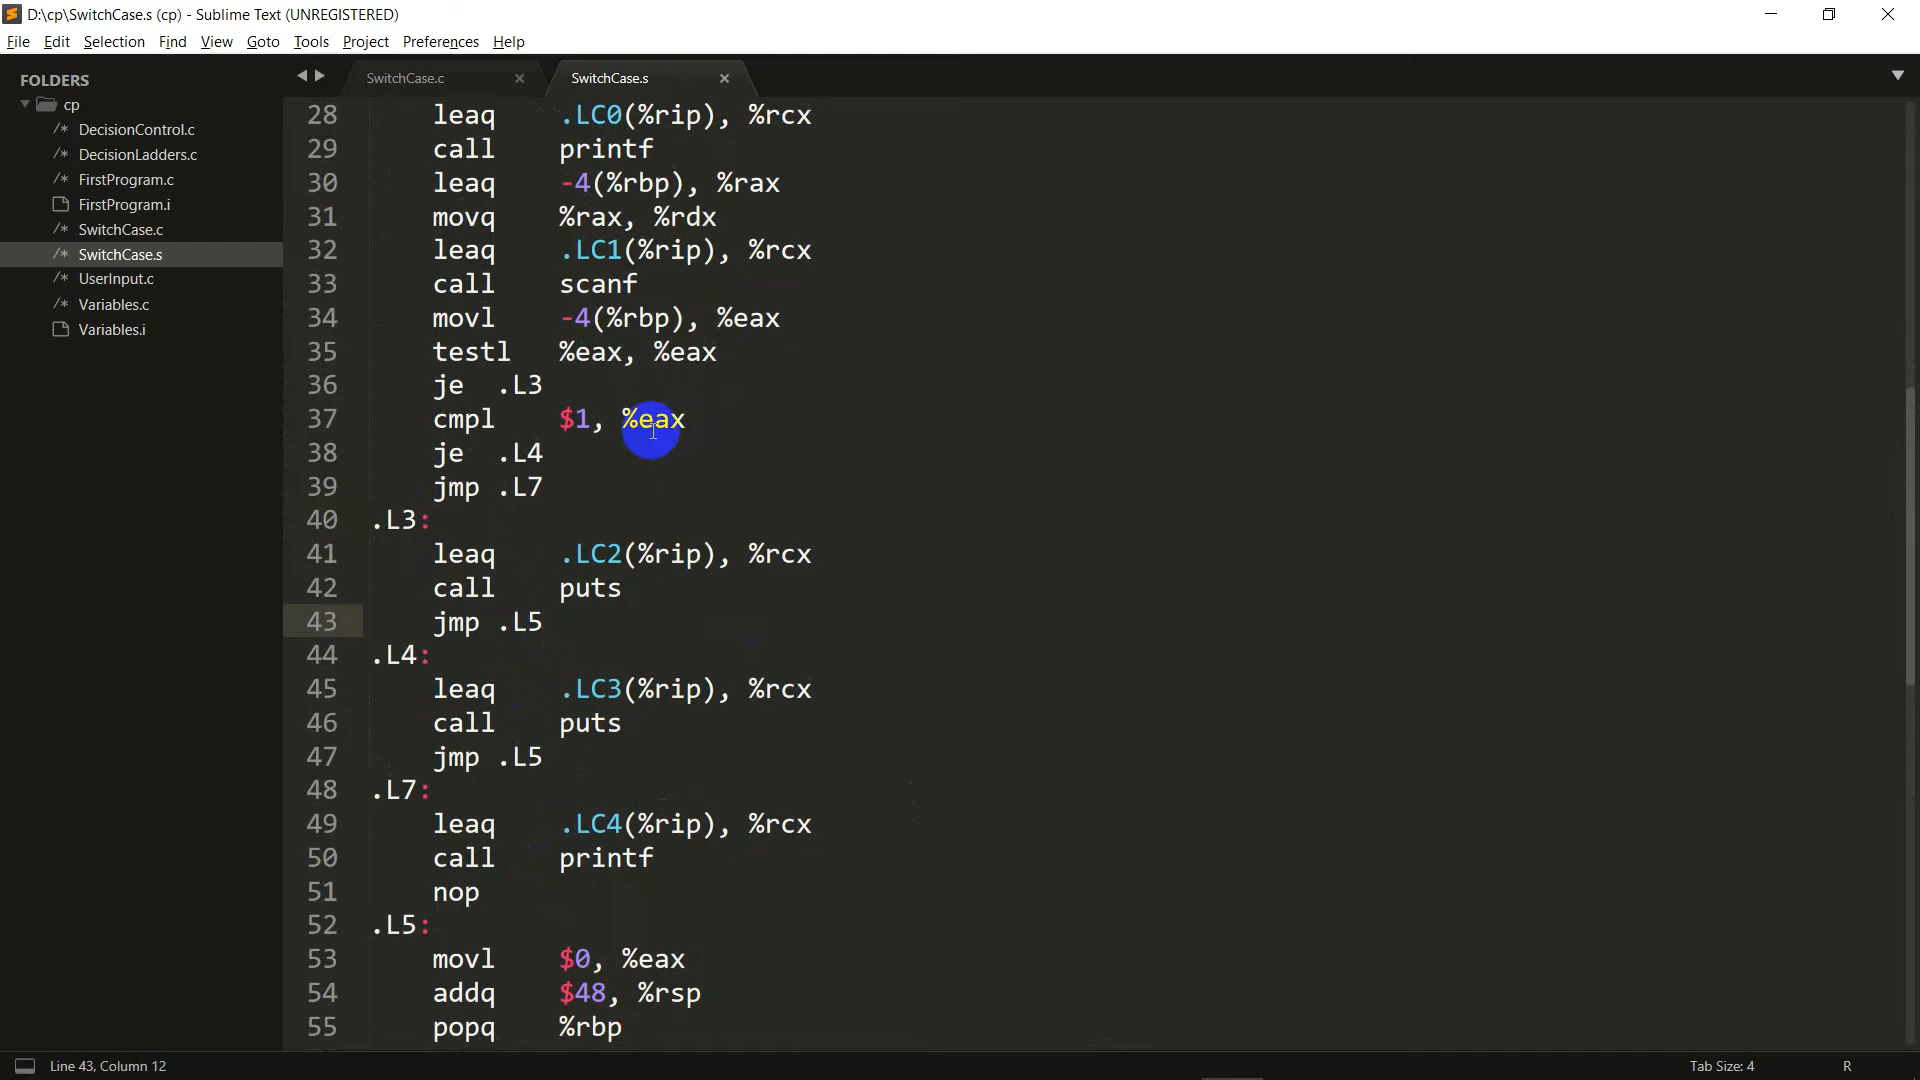 D:\cp\SwitchCase.s (cp) - Sublime Text (UNREGISTERED)
File Edit Selection Find View Goto Tools Project Preferences Help
FOLDERS
cp
/* DecisionControl.c
/* DecisionLadders.c
/* FirstProgram.c
FirstProgram.i
/* SwitchCase.c
/* SwitchCase.s
/* UserInput.c
/* Variables.c
Variables.i
SwitchCase.c SwitchCase.s
28 leaq .LC0(%rip), %rcx
29 call printf
30 leaq -4(%rbp), %rax
31 movq %rax, %rdx
32 leaq .LC1(%rip), %rcx
33 call scanf
34 movl -4(%rbp), %eax
35 testl %eax, %eax
36 je .L3
37 cmpl $1, %eax
38 je .L4
39 jmp .L7
40 .L3:
41 leaq .LC2(%rip), %rcx
42 call puts
43 jmp .L5
44 .L4:
45 leaq .LC3(%rip), %rcx
46 call puts
47 jmp .L5
48 .L7:
49 leaq .LC4(%rip), %rcx
50 call printf
51 nop
52 .L5:
53 movl $0, %eax
54 addq $48, %rsp
55 popq %rbp
Line 43, Column 12
Tab Size: 4
R